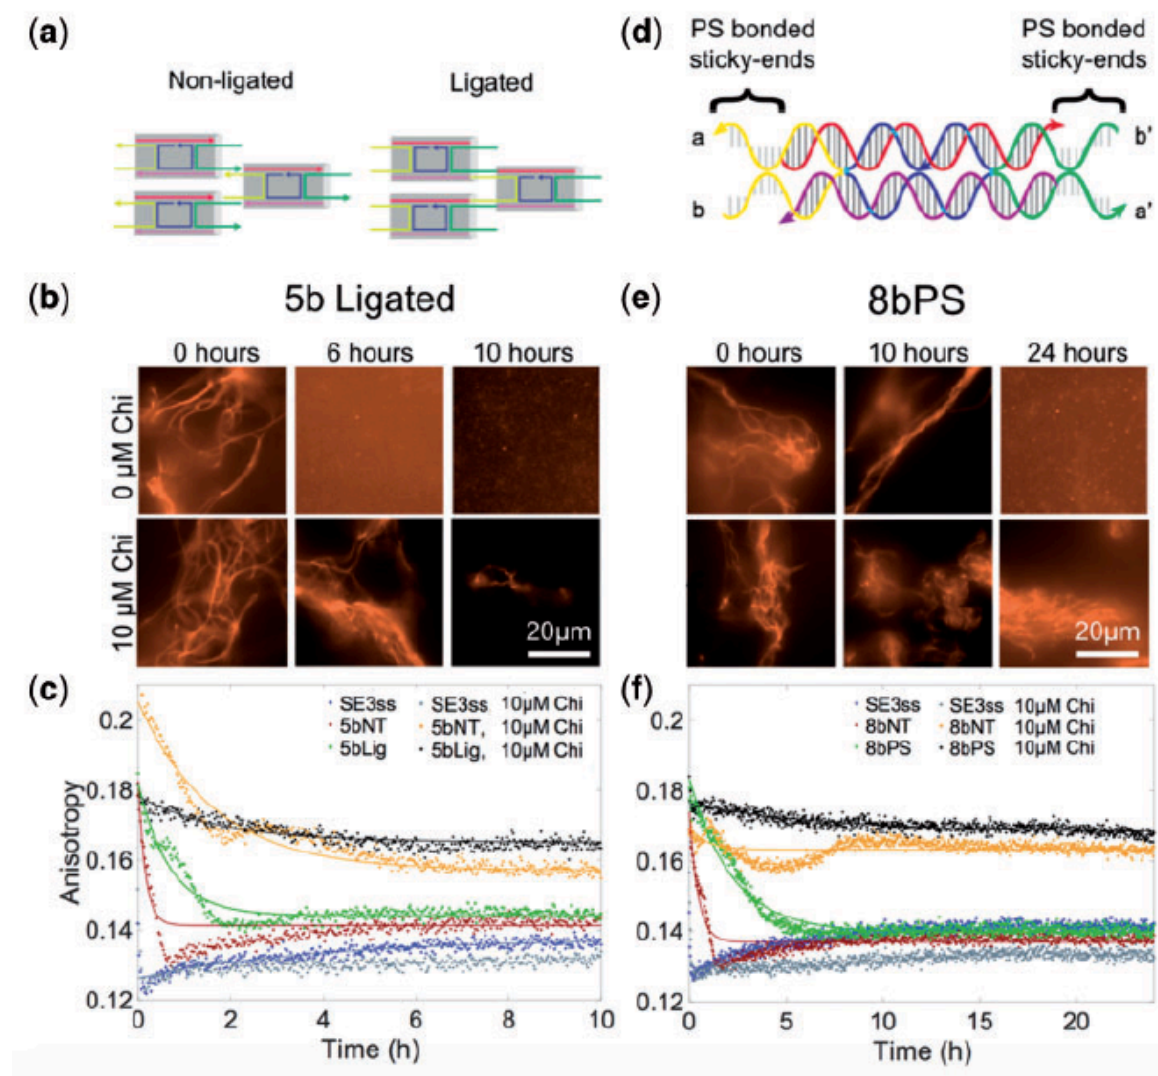 (a)
Non-ligated
Ligated
(d)
PS bonded
sticky-ends
PS bonded
sticky-ends
a
b'
b
a'
(b)
5b Ligated
0 hours
6 hours
10 hours
0 µM Chi
10 µM Chi
20µm
(e)
8bPS
0 hours
10 hours
24 hours
20µm
(c)
Anisotropy
0.2
0.18
0.16
0.14
0.12
SE3ss
SE3ss 10µM Chi
5bNT
5bNT, 10µM Chi
5bLig
5bLig, 10µM Chi
0 2 4 6 8 10
Time (h)
(f)
0.2
0.18
0.16
0.14
0.12
SE3ss
SE3ss 10µM Chi
8bNT
8bNT 10µM Chi
8bPS
8bPS 10µM Chi
0 5 10 15 20
Time (h)